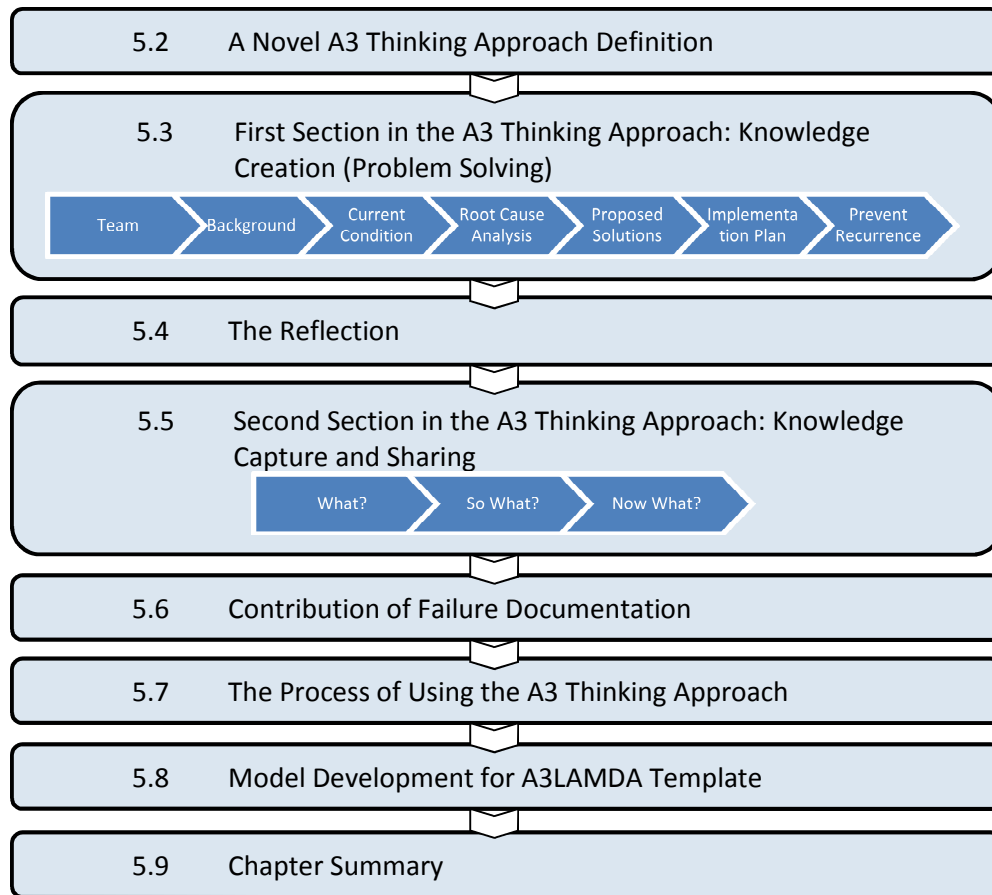 5.2 A Novel A3 Thinking Approach Definition
5.3 First Section in the A3 Thinking Approach: Knowledge
Creation (Problem Solving)
Team
Background
Current
Condition
Root Cause
Analysis
Proposed
Solutions
Implementa
tion Plan
Prevent
Recurrence
5.4 The Reflection
5.5 Second Section in the A3 Thinking Approach: Knowledge
Capture and Sharing
What?
So What?
Now What?
5.6 Contribution of Failure Documentation
5.7 The Process of Using the A3 Thinking Approach
5.8 Model Development for A3LAMDA Template
5.9 Chapter Summary